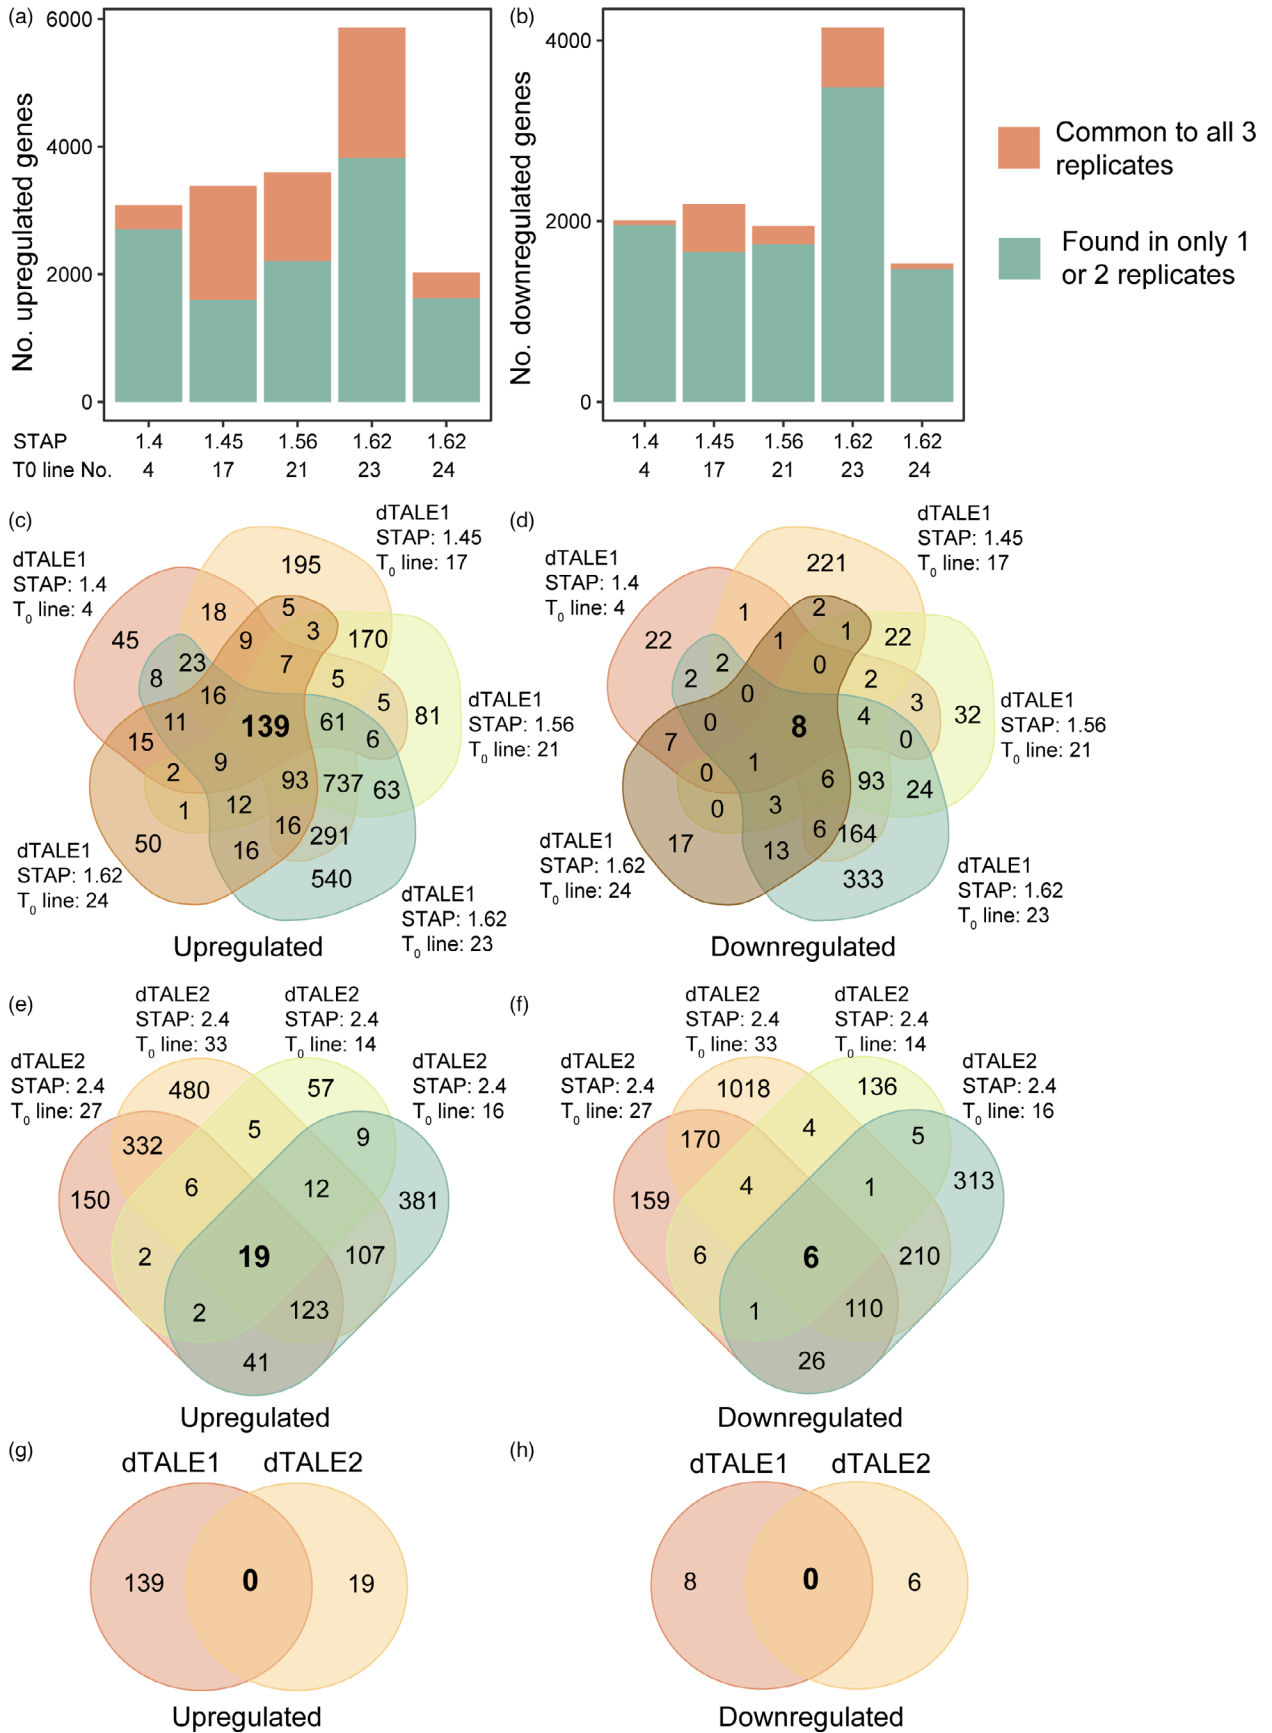 (a)
No. upregulated genes
6000
4000
2000
0
STAP 1.4 1.45 1.56 1.62 1.62
T0 line No. 4 17 21 23 24
(b)
No. downregulated genes
4000
2000
0
1.4 1.45 1.56 1.62 1.62
4 17 21 23 24
Common to all 3
replicates
Found in only 1
or 2 replicates
(c)
dTALE1
STAP: 1.4
T0 line: 4
dTALE1
STAP: 1.45
T0 line: 17
dTALE1
STAP: 1.56
T0 line: 21
dTALE1
STAP: 1.62
T0 line: 23
dTALE1
STAP: 1.62
T0 line: 24
195
18 5
45 9 3 170
8 23 7 5
16 5
11 139 61 81
15 6
2 9 93 737 63
1 12
50 16 16 291
540
Upregulated
(d)
dTALE1
STAP: 1.4
T0 line: 4
dTALE1
STAP: 1.45
T0 line: 17
dTALE1
STAP: 1.56
T0 line: 21
dTALE1
STAP: 1.62
T0 line: 23
dTALE1
STAP: 1.62
T0 line: 24
221
1 2
22 1 1 22
2 2 0 2
0 3
0 8 4 32
7 0
0 1 6 93 24
0 3
17 13 6 164
333
Downregulated
(e)
dTALE2
STAP: 2.4
T0 line: 27
dTALE2
STAP: 2.4
T0 line: 33
dTALE2
STAP: 2.4
T0 line: 14
dTALE2
STAP: 2.4
T0 line: 16
480 57
332 5 9
150 6 12 381
2 19 107
2 123
41
Upregulated
(f)
dTALE2
STAP: 2.4
T0 line: 27
dTALE2
STAP: 2.4
T0 line: 33
dTALE2
STAP: 2.4
T0 line: 14
dTALE2
STAP: 2.4
T0 line: 16
1018 136
170 4 5
159 4 1 313
6 6 210
1 110
26
Downregulated
(g)
dTALE1 dTALE2
139 0 19
Upregulated
(h)
dTALE1 dTALE2
8 0 6
Downregulated